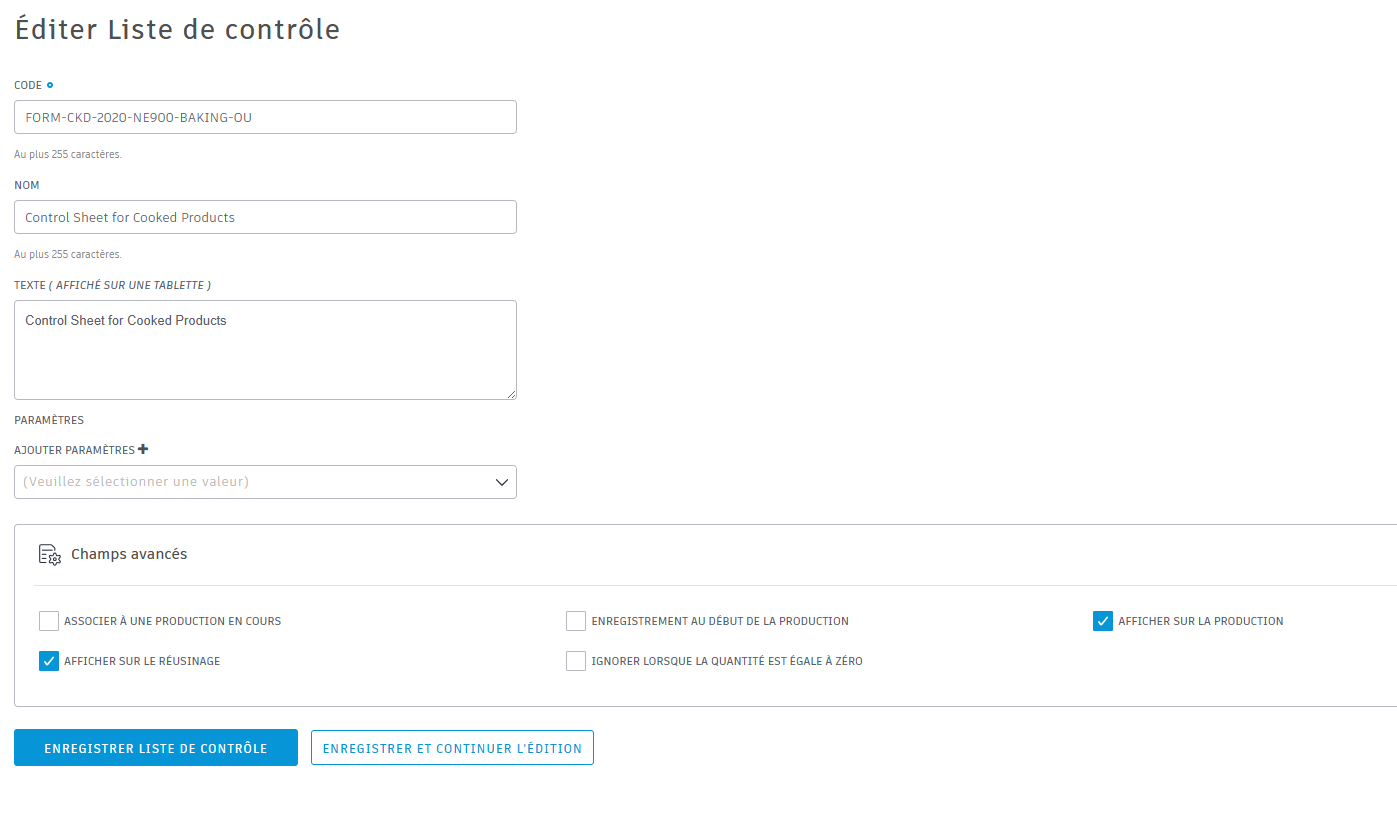 Éditer Liste de contrôle
CODE
FORM-CKD-2020-NE900-BAKING-OU
Au plus 255 caractères.
NOM
Control Sheet for Cooked Products
Au plus 255 caractères.
TEXTE ( AFFICHÉ SUR UNE TABLETTE )
Control Sheet for Cooked Products
PARAMÈTRES
AJOUTER PARAMÈTRES
(Veuillez sélectionner une valeur)
Champs avancés
ASSOCIER À UNE PRODUCTION EN COURS
ENREGISTREMENT AU DÉBUT DE LA PRODUCTION
AFFICHER SUR LA PRODUCTION
AFFICHER SUR LE RÉUSINAGE
IGNORER LORSQUE LA QUANTITÉ EST ÉGALE À ZÉRO
ENREGISTRER LISTE DE CONTRÔLE
ENREGISTRER ET CONTINUER L'ÉDITION